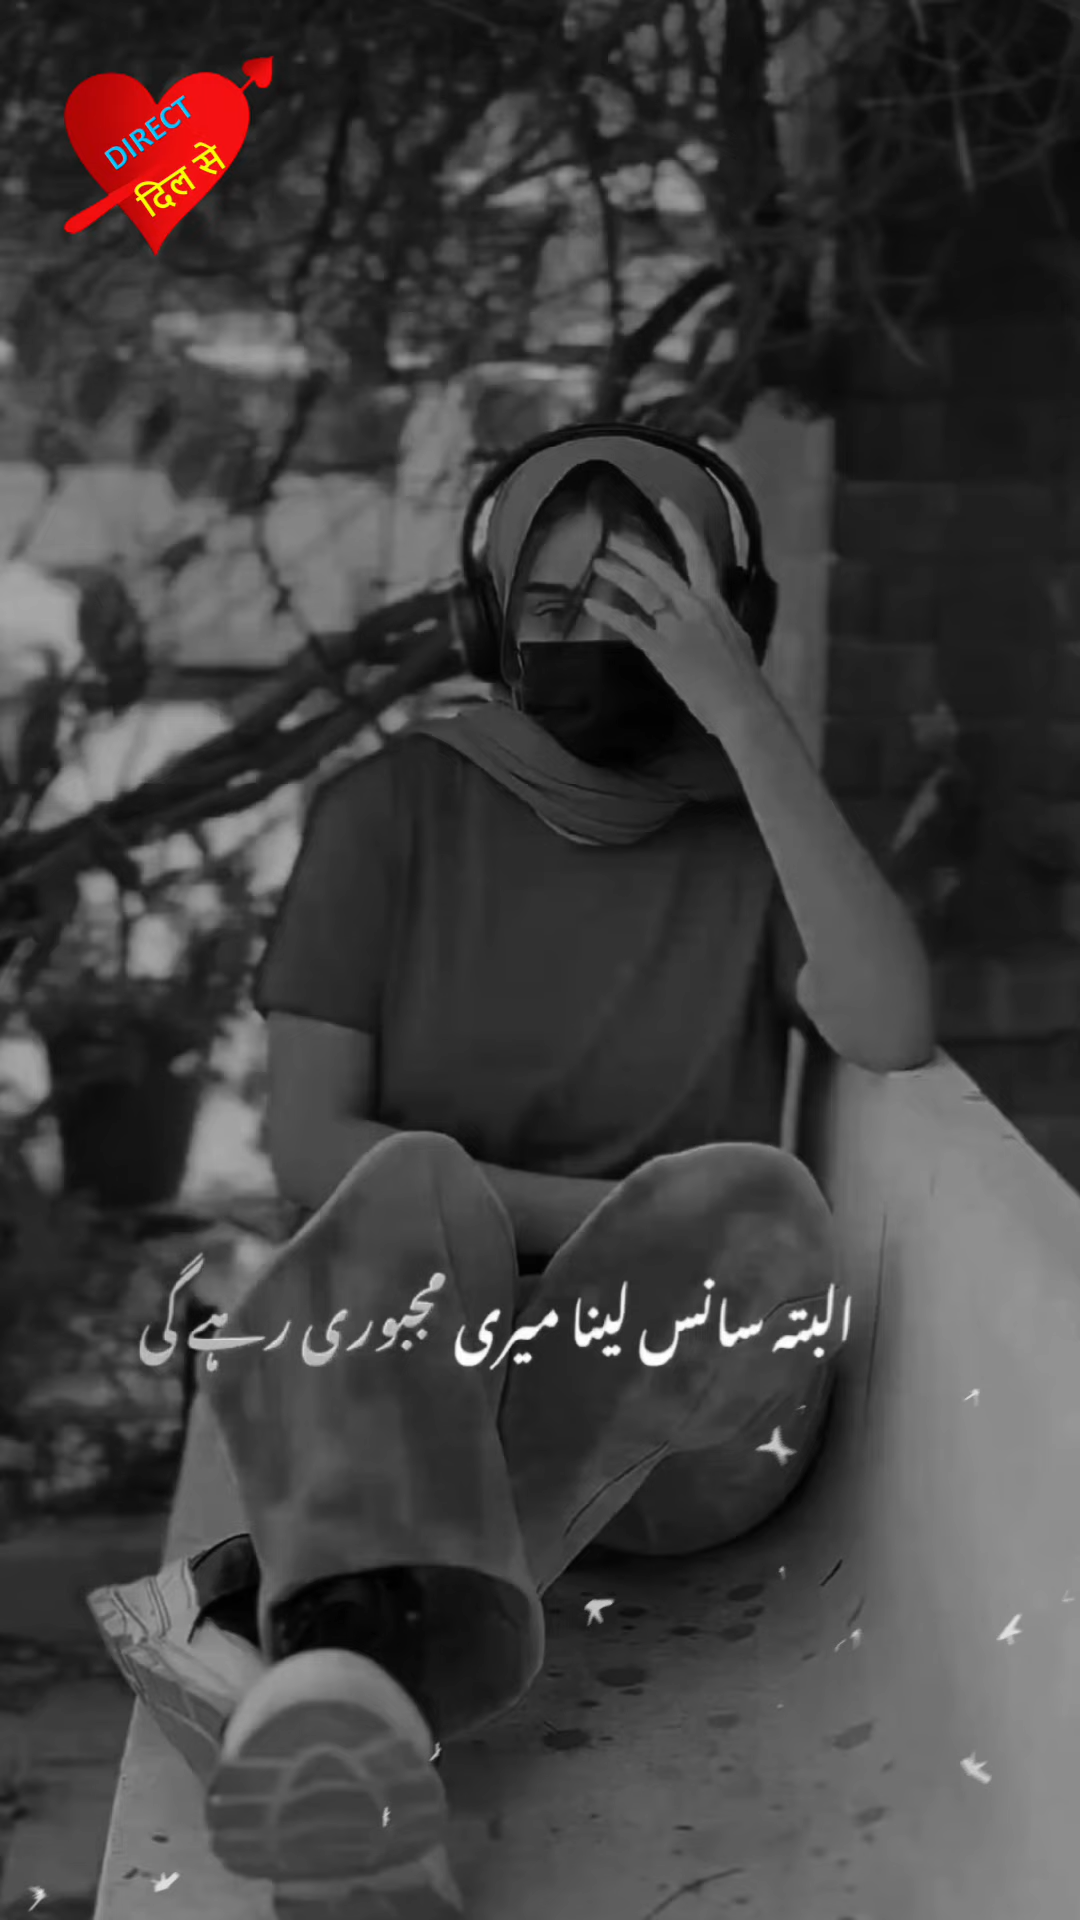 DIRECT
दिल से
البتہ سانس لینا میری مجبوری رہے گی